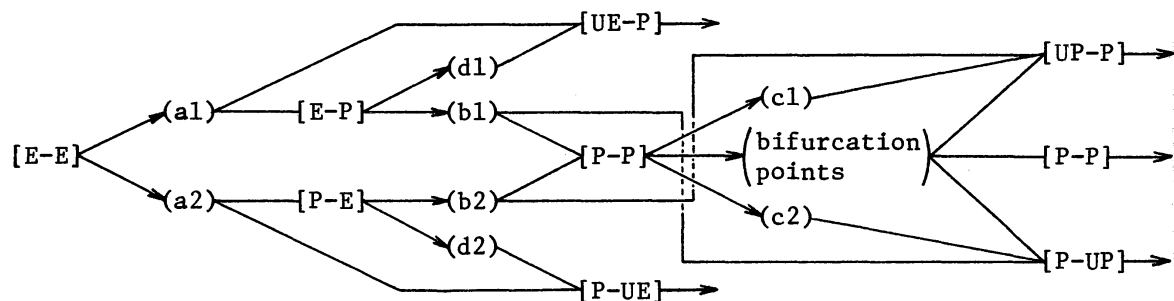 [UE-P]
[UP-P]
(d1)
(c1)
(a1) [E-P] (b1)
[E-E] [P-P] (bifurcation points) [P-P]
(a2) [P-E] (b2)
(c2)
(d2)
[P-UP]
[P-UE]